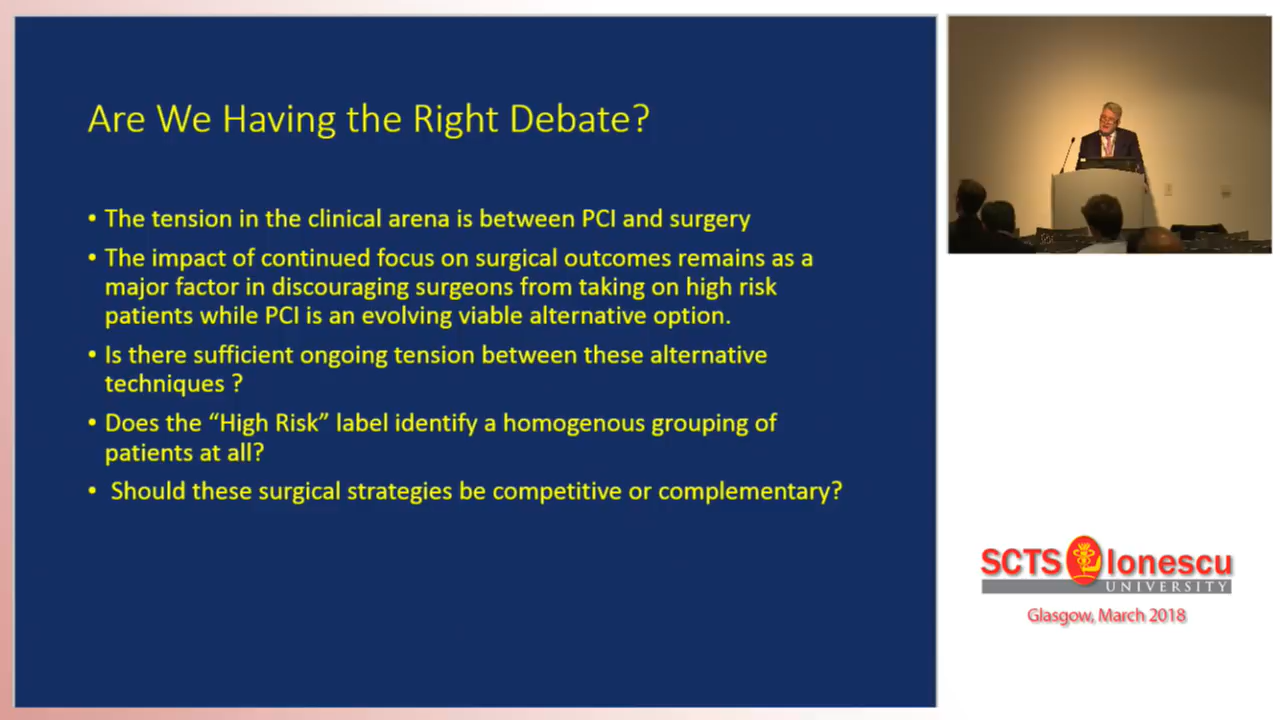 Are We Having the Right Debate?
• The tension in the clinical arena is between PCI and surgery
• The impact of continued focus on surgical outcomes remains as a
major factor in discouraging surgeons from taking on high risk
patients while PCI is an evolving viable alternative option.
• Is there sufficient ongoing tension between these alternative
techniques ?
• Does the “High Risk” label identify a homogenous grouping of
patients at all?
• Should these surgical strategies be competitive or complementary?
SCTS Ionescu
UNIVERSITY
Glasgow, March 2018